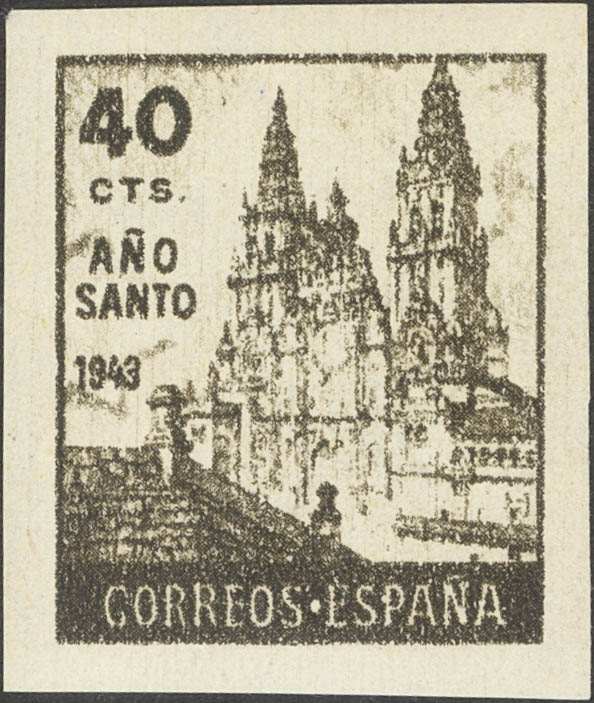 40
CTS.
AÑO
SANTO
1943
CORREOS·ESPAÑA